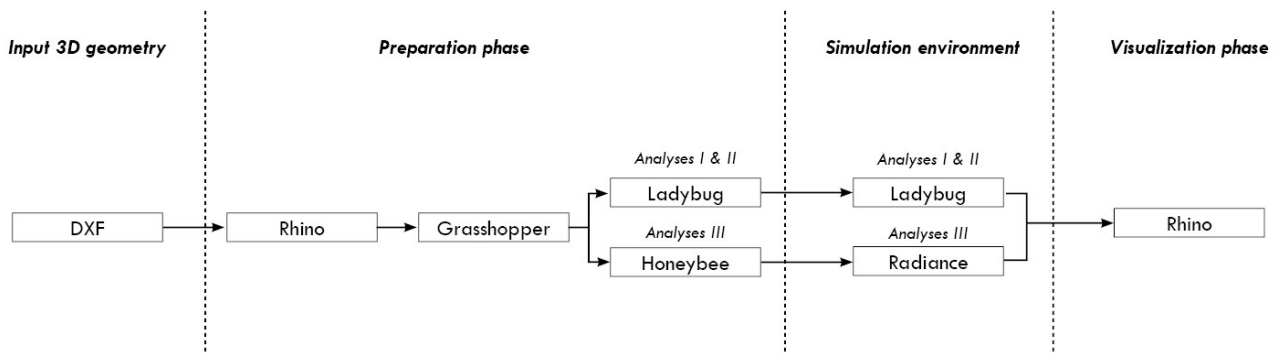 Input 3D geometry
Preparation phase
Simulation environment
Visualization phase
Analyses I & II
Analyses I & II
Ladybug
Ladybug
DXF
Rhino
Grasshopper
Rhino
Analyses III
Analyses III
Honeybee
Radiance